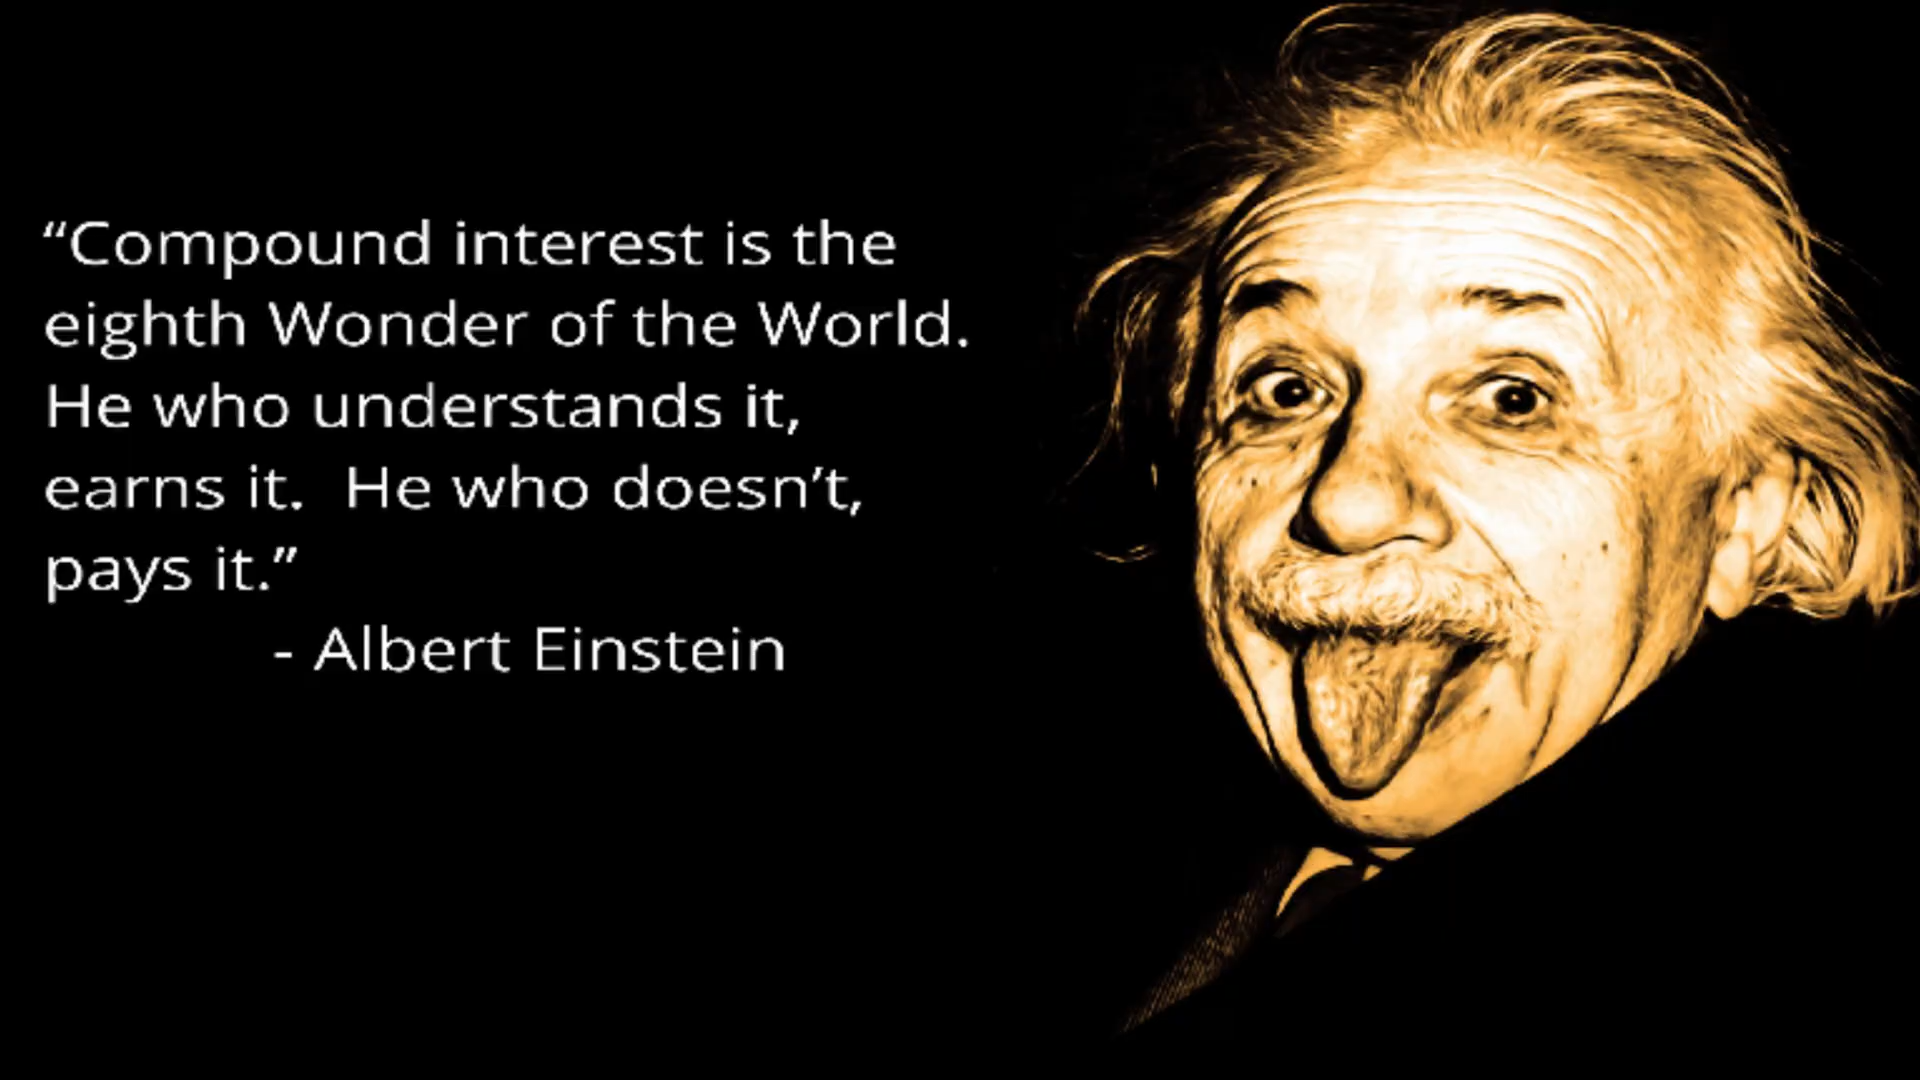 “Compound interest is the
eighth Wonder of the World.
He who understands it,
earns it.  He who doesn’t,
pays it.”
- Albert Einstein